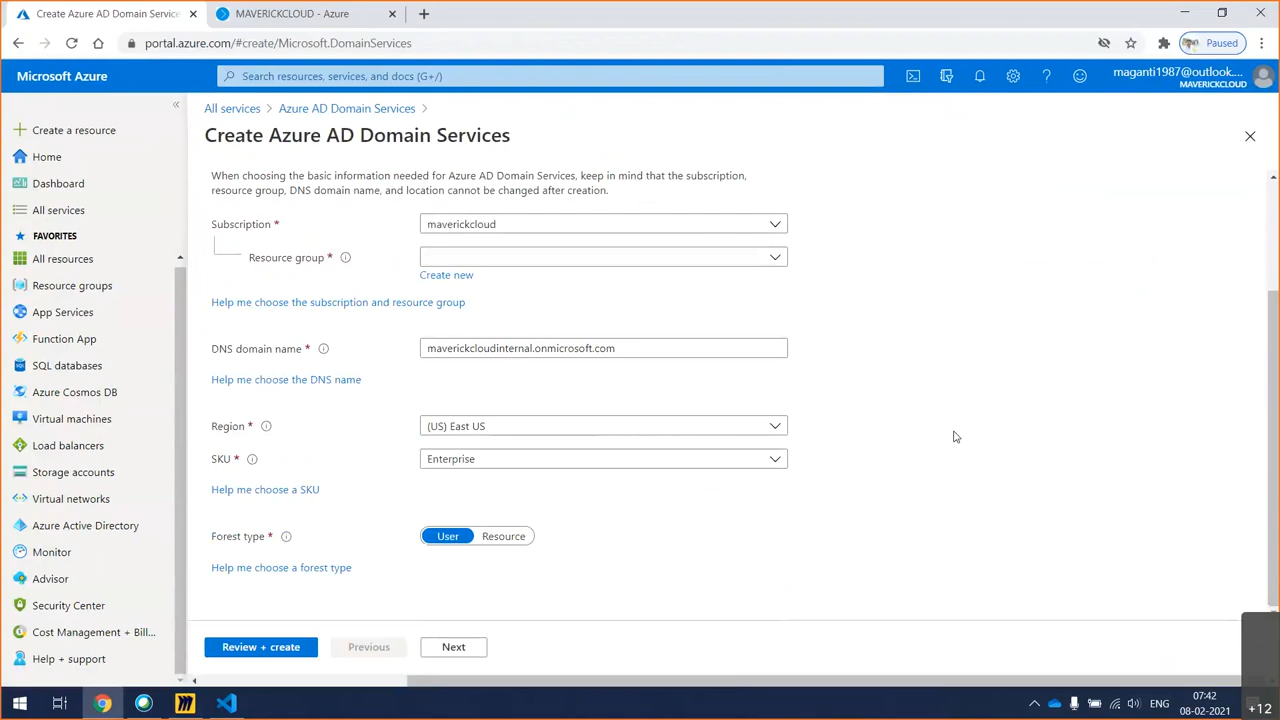 Create Azure AD Domain Service
MAVERICKCLOUD - Azure
portal.azure.com/#create/Microsoft.DomainServices
Paused
Microsoft Azure
Search resources, services, and docs (G+/)
maganti1987@outlook....
MAVERICKCLOUD
Create a resource
Home
Dashboard
All services
FAVORITES
All resources
Resource groups
App Services
Function App
SQL databases
Azure Cosmos DB
Virtual machines
Load balancers
Storage accounts
Virtual networks
Azure Active Directory
Monitor
Advisor
Security Center
Cost Management + Bill...
Help + support
All services > Azure AD Domain Services >
Create Azure AD Domain Services
When choosing the basic information needed for Azure AD Domain Services, keep in mind that the subscription,
resource group, DNS domain name, and location cannot be changed after creation.
Subscription * maverickcloud
Resource group *
Create new
Help me choose the subscription and resource group
DNS domain name * maverickcloudinternal.onmicrosoft.com
Help me choose the DNS name
Region * (US) East US
SKU * Enterprise
Help me choose a SKU
Forest type * User Resource
Help me choose a forest type
Review + create Previous Next
ENG
07:42
08-02-2021
+12